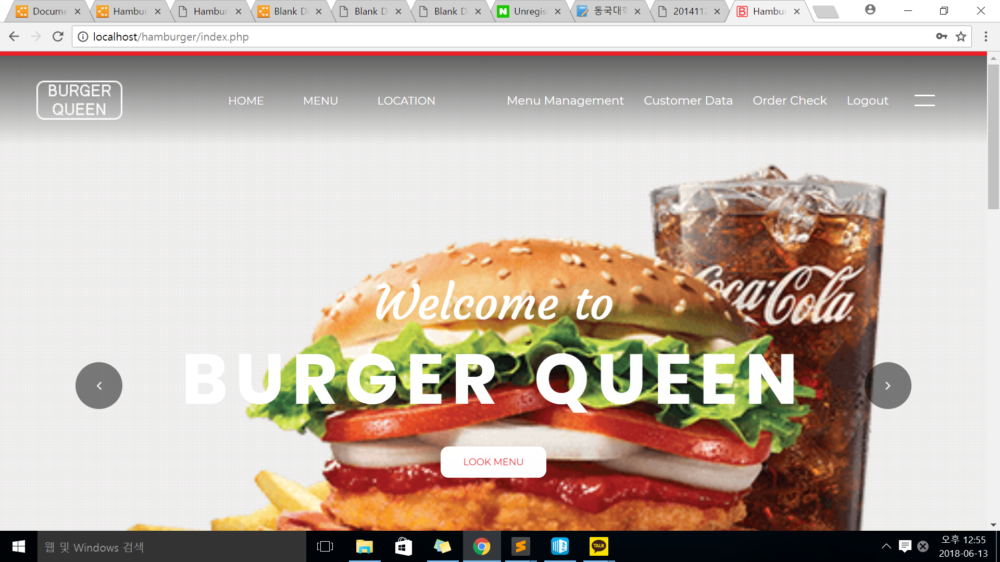 Docume
Hambur
Hambur
Blank D
Blank D
Blank D
Unregis
동국대학
2014112
Hambur
localhost/hamburger/index.php
BURGER
QUEEN
HOME MENU LOCATION Menu Management Customer Data Order Check Logout
Coca-Cola
Welcome to
BURGER QUEEN
LOOK MENU
웹 및 Windows 검색
TALK
오후 12:55
2018-06-13